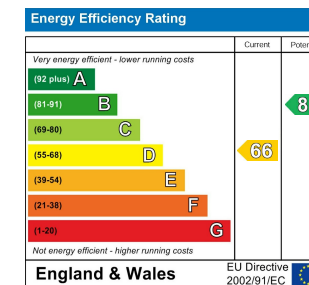 Energy Efficiency Rating
Current
Very energy efficient - lower running costs
(92 plus) A
(81-91) B
(69-80) C
(55-68) D
66
(39-54) E
(21-38) F
(1-20) G
Not energy efficient - higher running costs
England & Wales
EU Directive
2002/91/EC